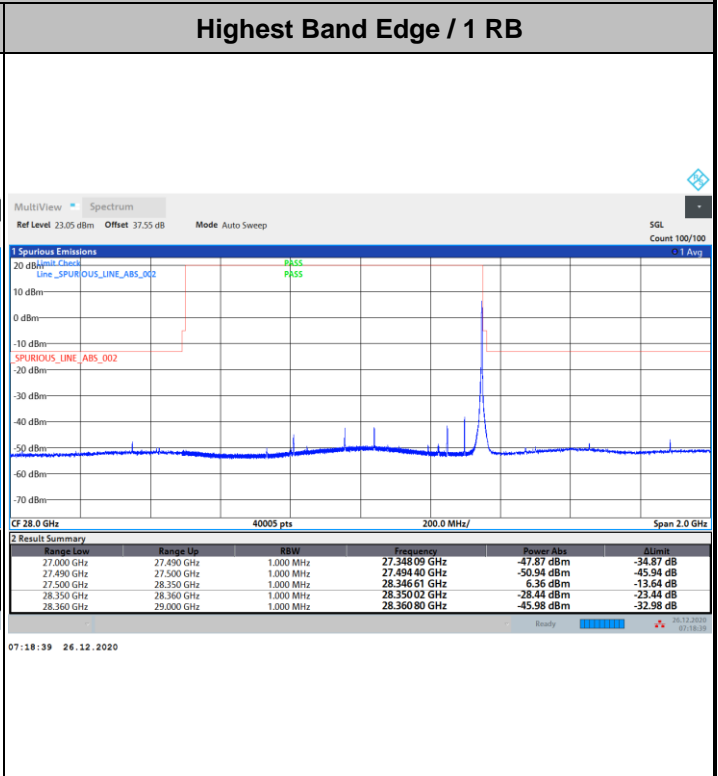 Highest Band Edge / 1 RB
MultiView Spectrum
Ref Level 23.05 dBm Offset 37.55 dB Mode Auto Sweep SGL
Count 100/100
1 Spurious Emissions 1 Avg
20 dBm Limit Check PASS
Line _SPURIOUS_LINE_ABS_002 PASS
10 dBm
0 dBm
-10 dBm
_SPURIOUS_LINE_ABS_002
-20 dBm
-30 dBm
-40 dBm
-50 dBm
-60 dBm
-70 dBm
CF 28.0 GHz 40005 pts 200.0 MHz/ Span 2.0 GHz
2 Result Summary
Range Low Range Up RBW Frequency Power Abs ΔLimit
27.000 GHz 27.490 GHz 1.000 MHz 27.348 09 GHz -47.87 dBm -34.87 dB
27.490 GHz 27.500 GHz 1.000 MHz 27.494 40 GHz -50.94 dBm -45.94 dB
27.500 GHz 28.350 GHz 1.000 MHz 28.346 61 GHz 6.36 dBm -13.64 dB
28.350 GHz 28.360 GHz 1.000 MHz 28.350 02 GHz -28.44 dBm -23.44 dB
28.360 GHz 29.000 GHz 1.000 MHz 28.360 80 GHz -45.98 dBm -32.98 dB
Ready 26.12.2020
07:18:39
07:18:39 26.12.2020